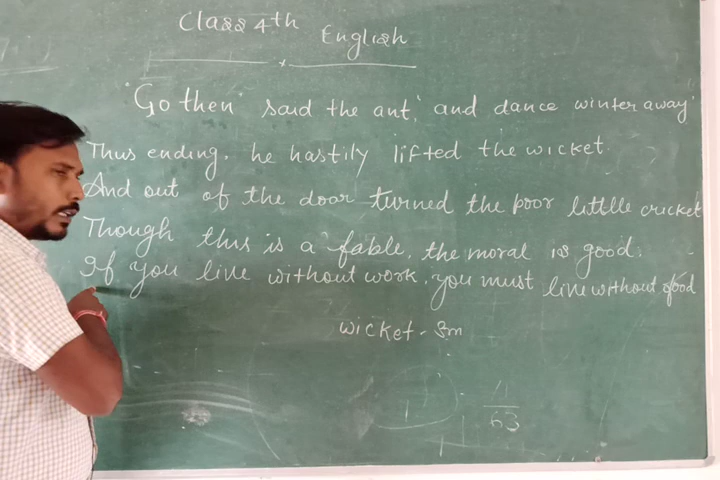 Class 4th English
"Go then" said the ant, and dance winter away'
Thus ending, he hastily lifted the wicket.
And out of the door turned the poor littlle cricket
Though this is a fable, the moral is good.
If you live without work, you must live without food
wicket - Sm
4
63